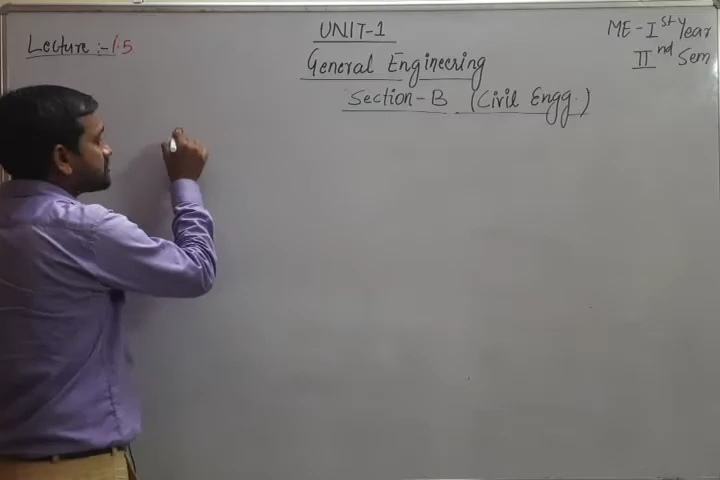 Lecture :- 1.5
UNIT-1
General Engineering
Section-B (Civil Engg.)
ME-Ist Year
IInd Sem